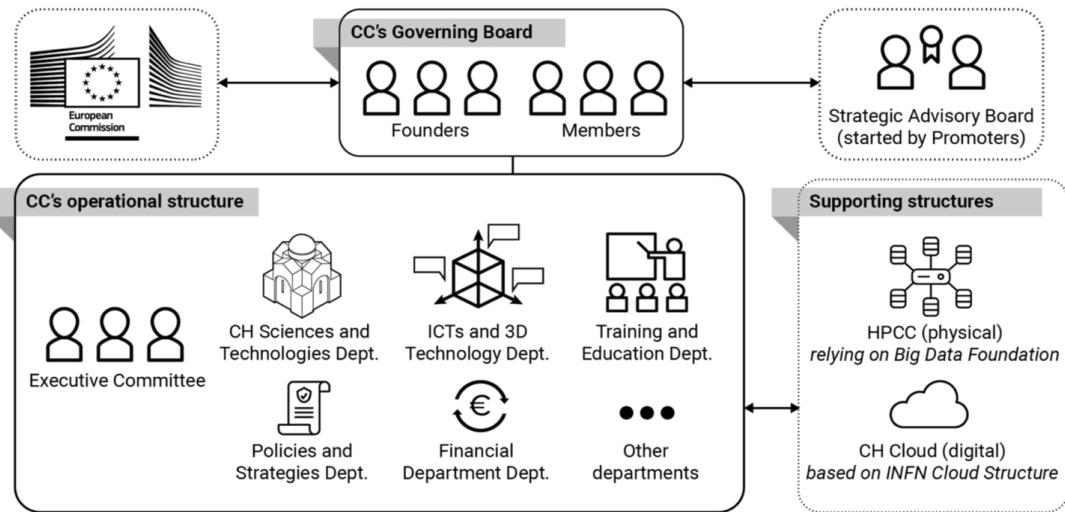 European
Commission
CC's Governing Board
Founders
Members
Strategic Advisory Board
(started by Promoters)
CC's operational structure
Executive Committee
CH Sciences and
Technologies Dept.
ICTs and 3D
Technology Dept.
Training and
Education Dept.
Policies and
Strategies Dept.
€
Financial
Department Dept.
Other
departments
Supporting structures
HPCC (physical)
relying on Big Data Foundation
CH Cloud (digital)
based on INFN Cloud Structure